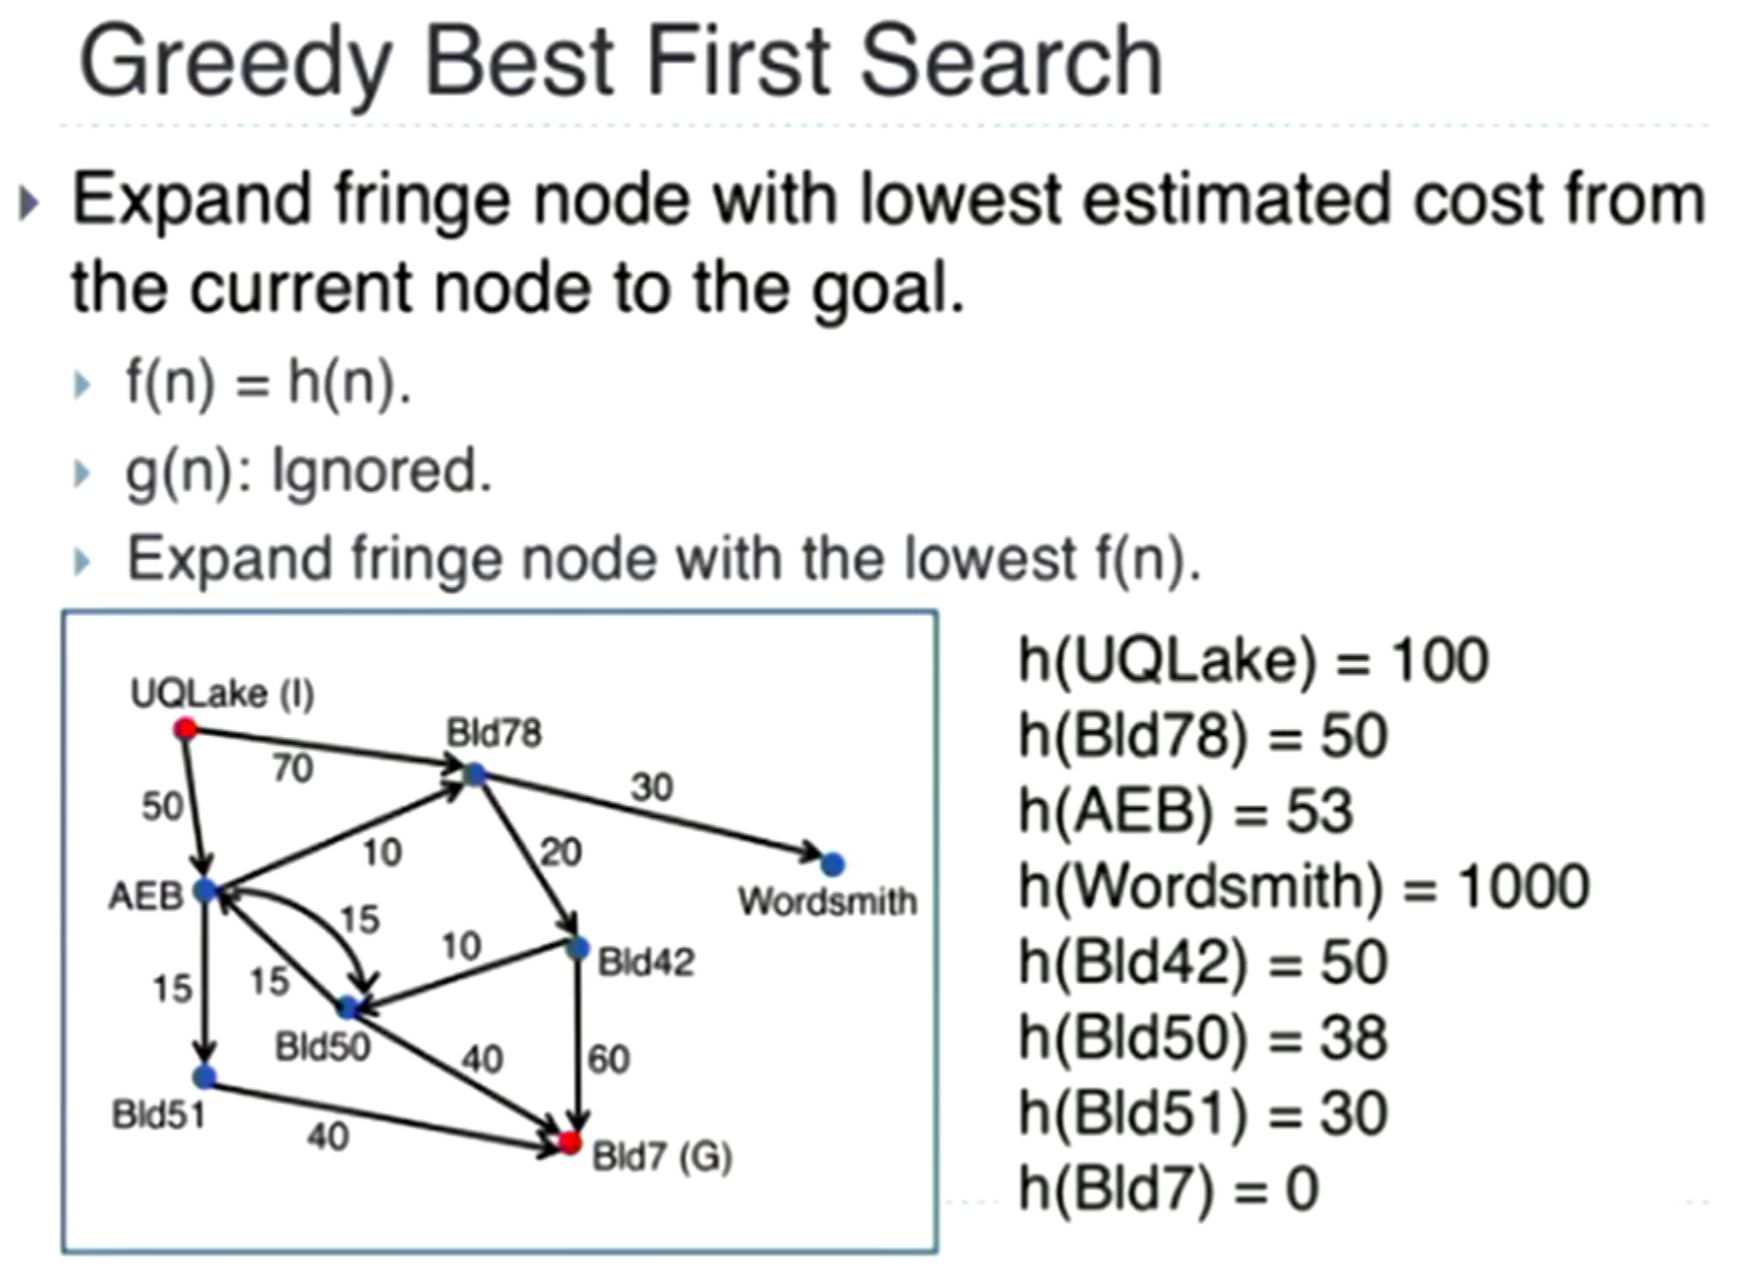 Greedy Best First Search
Expand fringe node with lowest estimated cost from
the current node to the goal.
f(n) = h(n).
g(n): Ignored.
Expand fringe node with the lowest f(n).
UQLake (I)
Bld78
70
30
50
10
20
AEB
Wordsmith
15
10
Bld42
15
15
Bld50
40
60
Bld51
40
Bld7 (G)
h(UQLake) = 100
h(Bld78) = 50
h(AEB) = 53
h(Wordsmith) = 1000
h(Bld42) = 50
h(Bld50) = 38
h(Bld51) = 30
h(Bld7) = 0